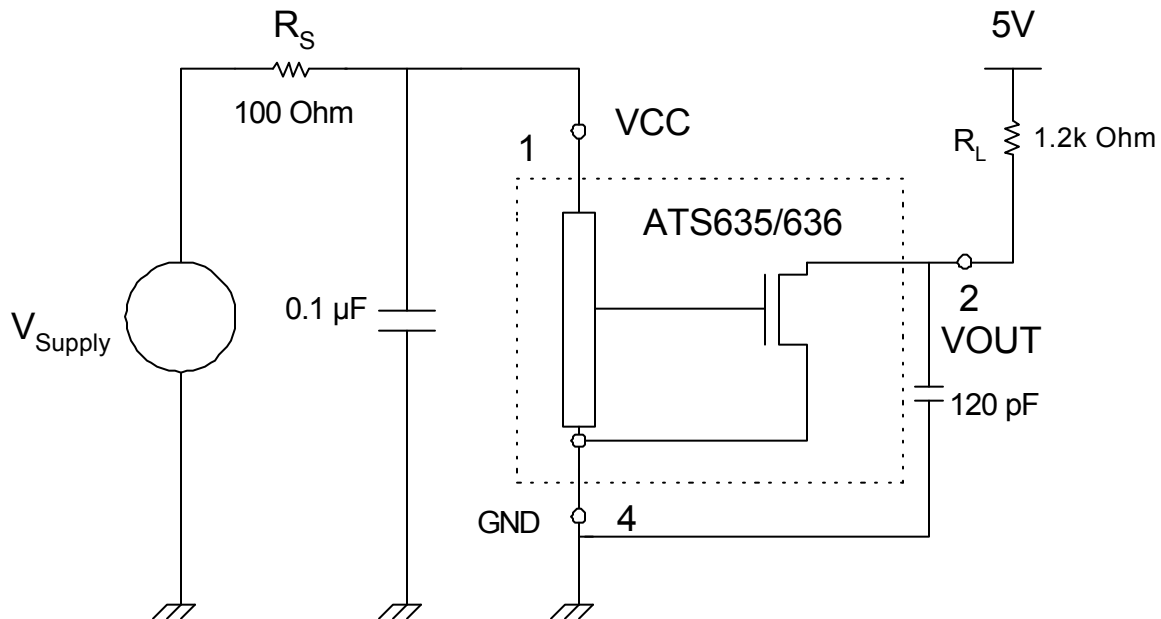 R_S
5V
100 Ohm
VCC
1
R_L
1.2k Ohm
ATS635/636
0.1 µF
2
V_Supply
VOUT
120 pF
GND
4